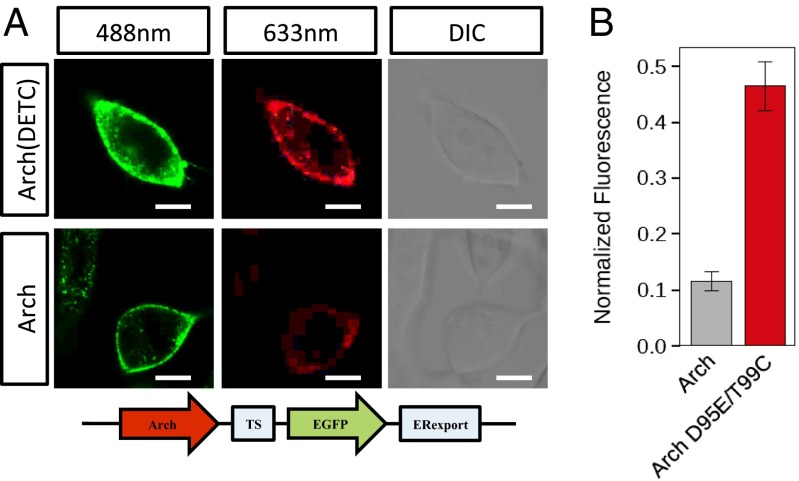 A
488nm
633nm
DIC
Arch(DETC)
Arch
Arch
TS
EGFP
ERexport
B
Normalized Fluorescence
0.5
0.4
0.3
0.2
0.1
0.0
Arch
Arch D95E/T99C